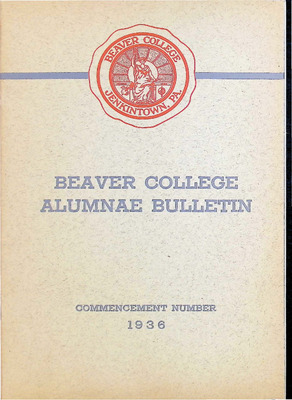 BEAVER COLLEGE
JENKINTOWN, PA.
BEAVER COLLEGE
ALUMNAE BULLETIN
COMMENCEMENT NUMBER
1936